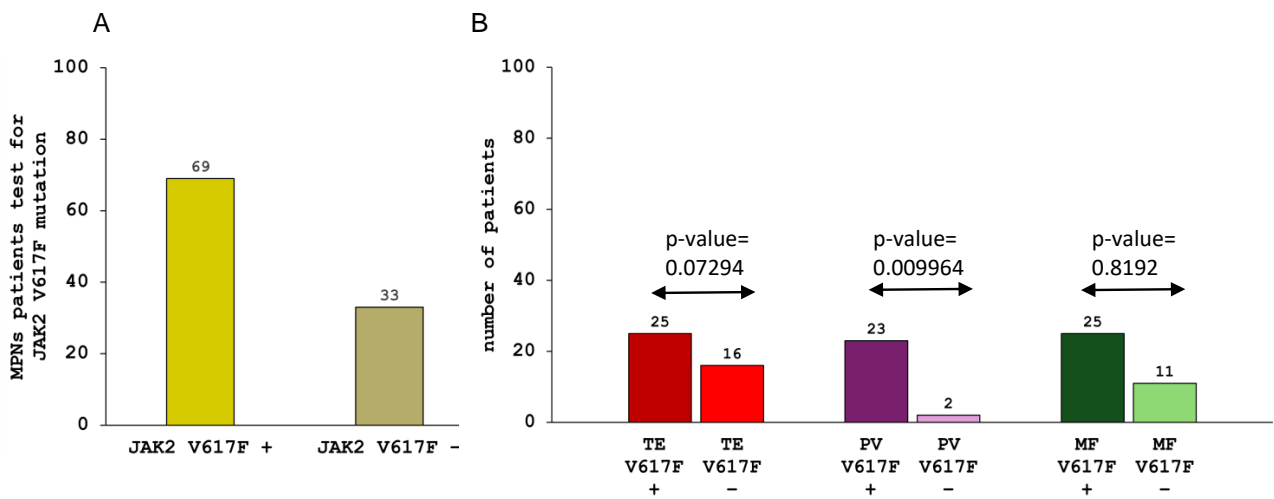 A
B
MPNs patients test for
JAK2 V617F mutation
100
80
60
40
20
0
69
33
JAK2 V617F +
JAK2 V617F -
number of patients
100
80
60
40
20
0
p-value=
0.07294
p-value=
0.009964
p-value=
0.8192
25
16
23
2
25
11
TE
V617F
+
TE
V617F
-
PV
V617F
+
PV
V617F
-
MF
V617F
+
MF
V617F
-